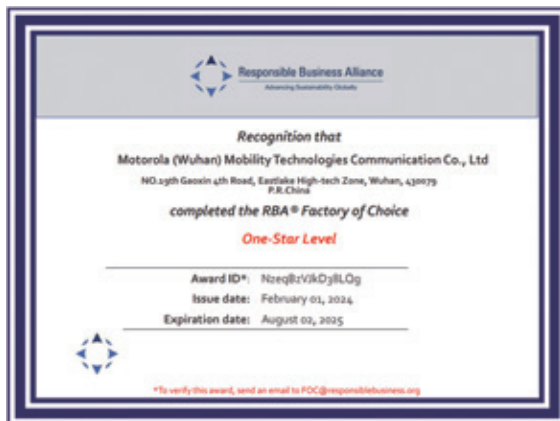 Responsible Business Alliance
Advancing Sustainability Globally
Recognition that
Motorola (Wuhan) Mobility Technologies Communication Co., Ltd
NO.19th Gaoxin 4th Road, Eastlake High-tech Zone, Wuhan, 430079
P.R.China
completed the RBA® Factory of Choice
One-Star Level
Award ID*:
Issue date: February 01, 2024
Expiration date: August 02, 2025
*To verify this award, send an email to FOC@responsiblebusiness.org